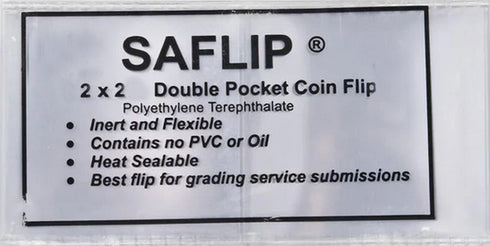 SAFLIP ®
2 x 2 Double Pocket Coin Flip
Polyethylene Terephthalate
• Inert and Flexible
• Contains no PVC or Oil
• Heat Sealable
• Best flip for grading service submissions